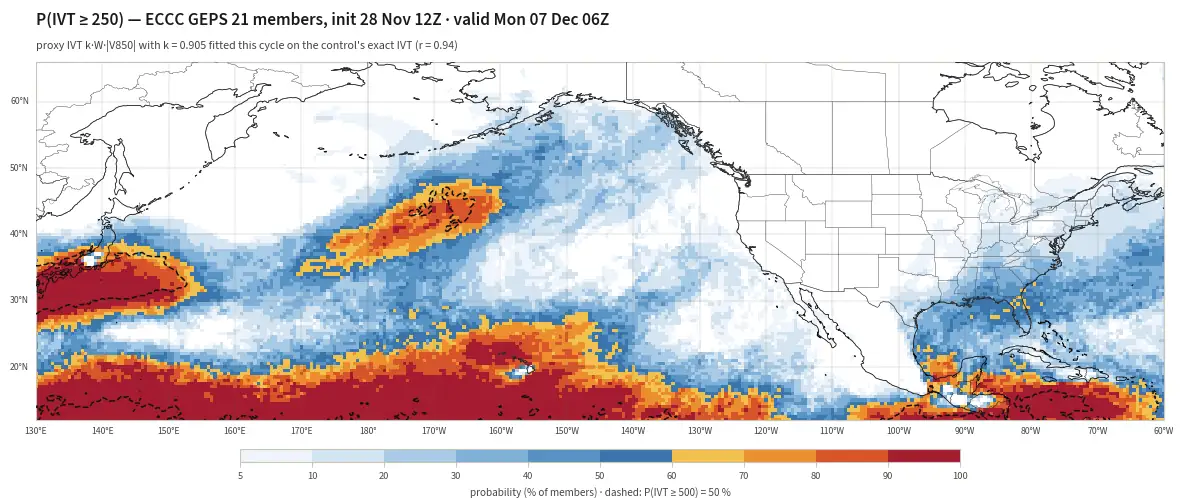 P(IVT ≥ 250) — ECCC GEPS 21 members, init 28 Nov 12Z · valid Mon 07 Dec 06Z
proxy IVT k·W·|V850| with k = 0.905 fitted this cycle on the control's exact IVT (r = 0.94)
60°N
50°N
40°N
30°N
20°N
130°E 140°E 150°E 160°E 170°E 180° 170°W 160°W 150°W 140°W 130°W 120°W 110°W 100°W 90°W 80°W 70°W 60°W
5 10 20 30 40 50 60 70 80 90 100
probability (% of members) · dashed: P(IVT ≥ 500) = 50 %